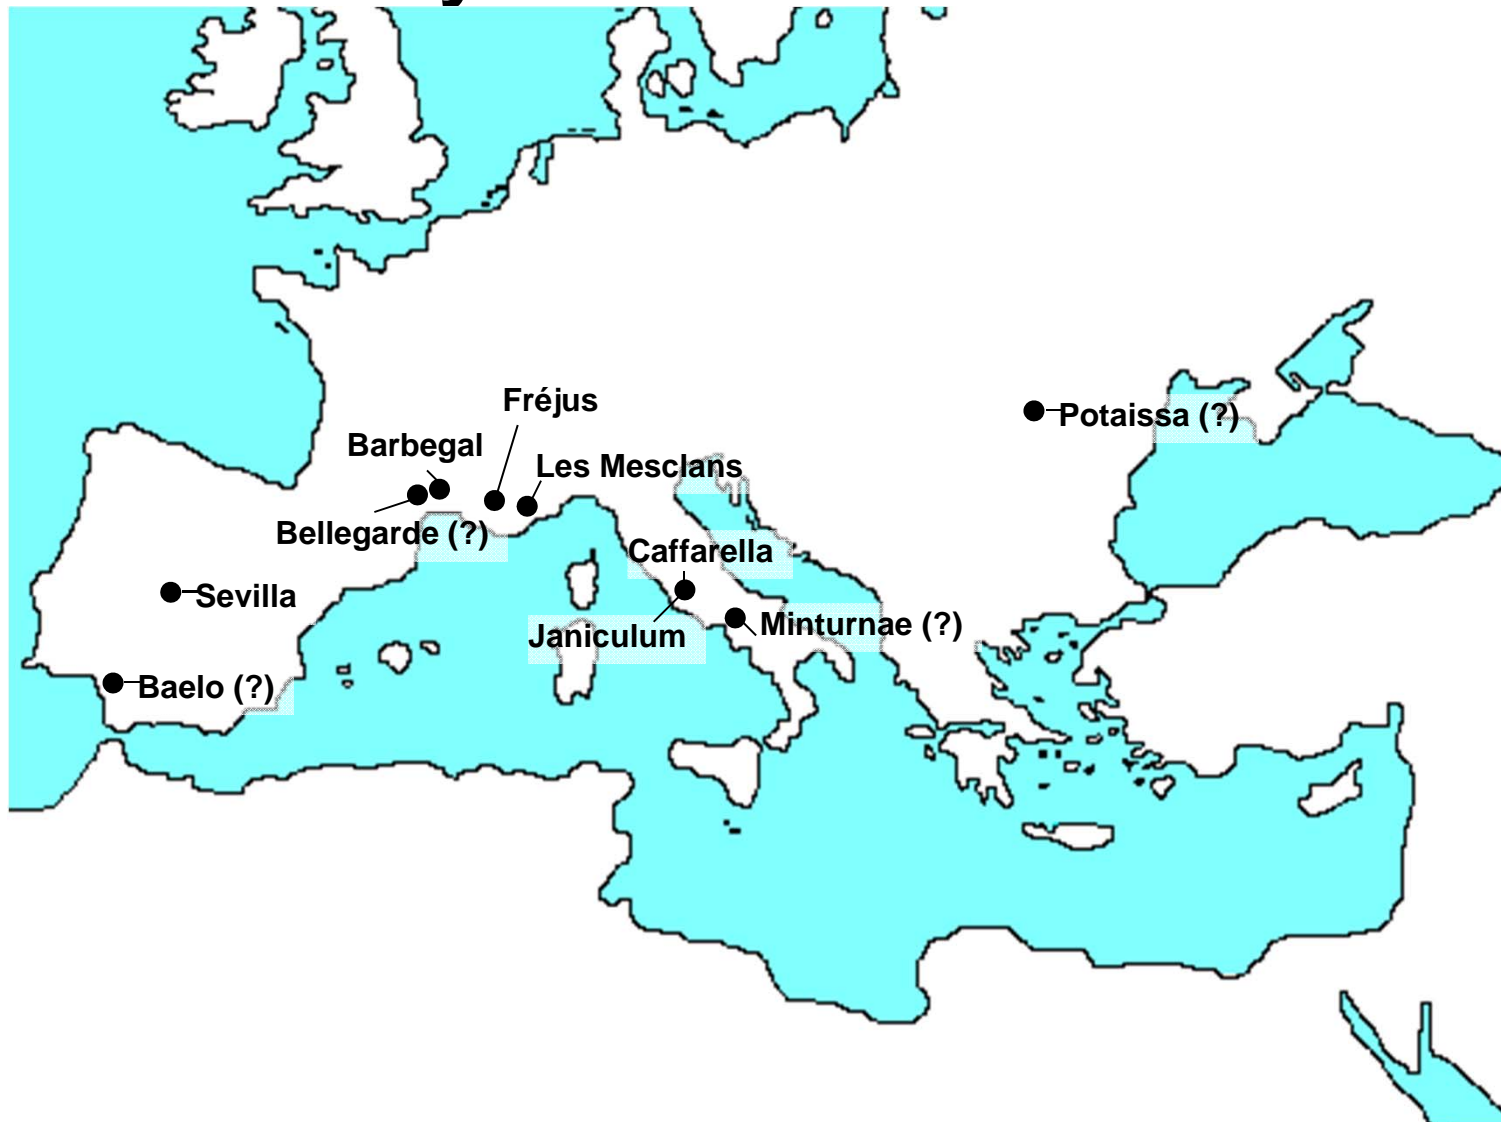 Fréjus
Potaissa (?)
Barbegal
Les Mesclans
Bellegarde (?)
Caffarella
Sevilla
Janiculum
Minturnae (?)
Baelo (?)